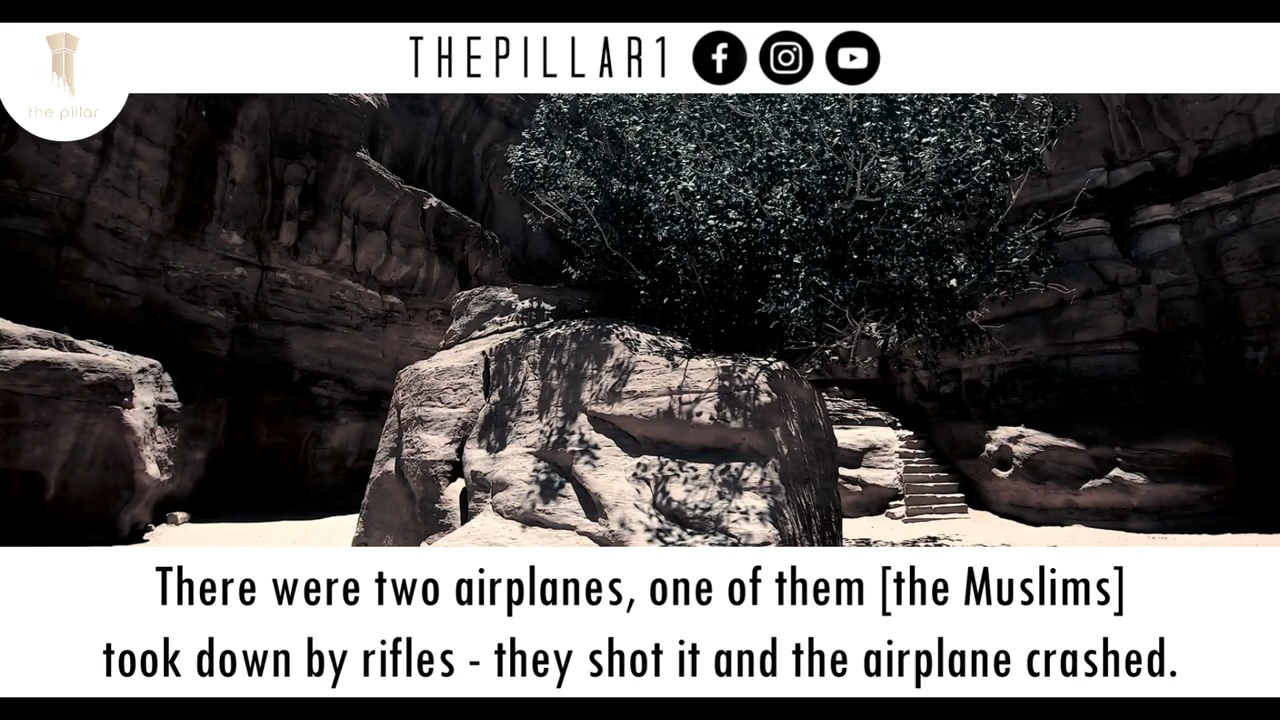 the pillar
THEPILLAR1
There were two airplanes, one of them [the Muslims]
took down by rifles - they shot it and the airplane crashed.